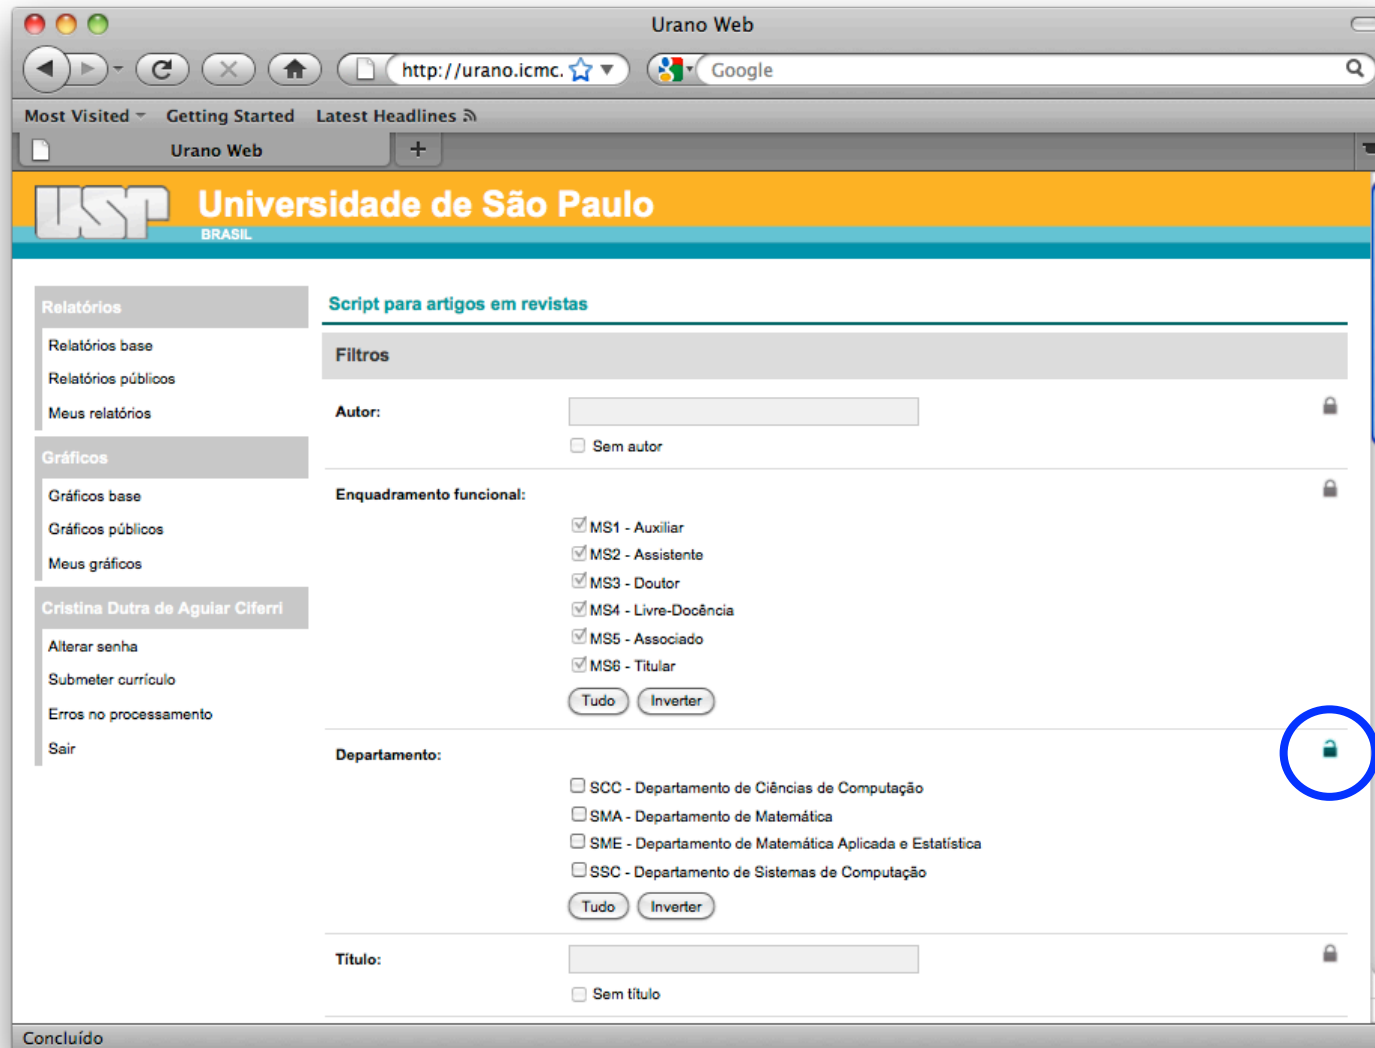 Urano Web
http://urano.icmc.
Google
Most Visited
Getting Started
Latest Headlines
Urano Web
+
USP
Universidade de São Paulo
BRASIL
Relatórios
Relatórios base
Relatórios públicos
Meus relatórios
Gráficos
Gráficos base
Gráficos públicos
Meus gráficos
Cristina Dutra de Aguiar Ciferri
Alterar senha
Submeter currículo
Erros no processamento
Sair
Script para artigos em revistas
Filtros
Autor:
Sem autor
Enquadramento funcional:
MS1 - Auxiliar
MS2 - Assistente
MS3 - Doutor
MS4 - Livre-Docência
MS5 - Associado
MS6 - Titular
Tudo Inverter
Departamento:
SCC - Departamento de Ciências de Computação
SMA - Departamento de Matemática
SME - Departamento de Matemática Aplicada e Estatística
SSC - Departamento de Sistemas de Computação
Tudo Inverter
Título:
Sem título
Concluído